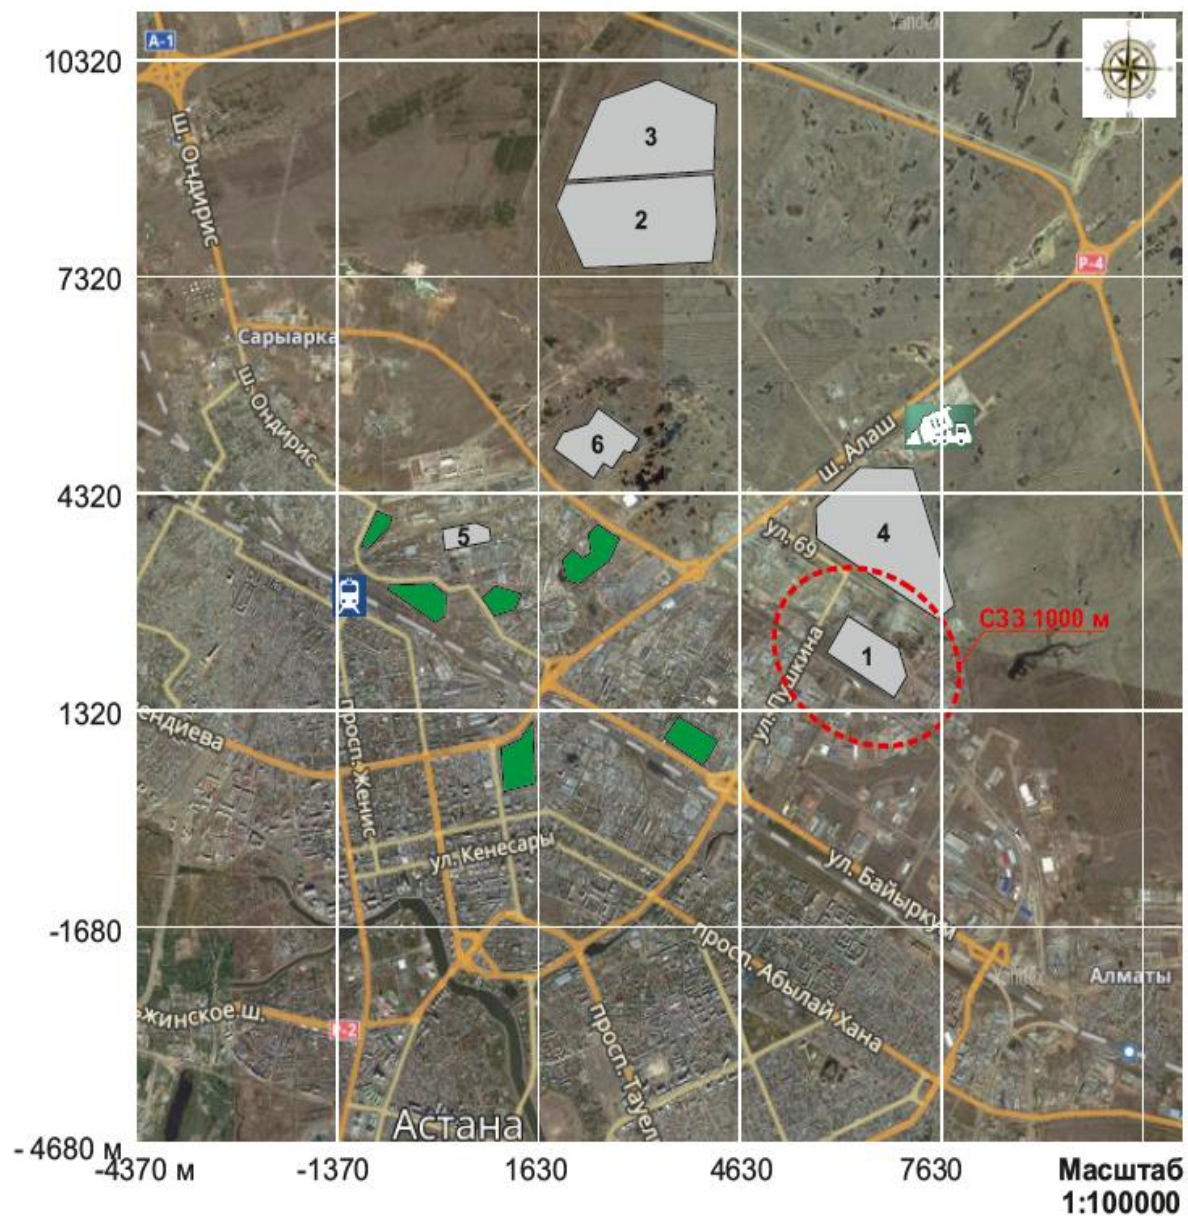 Yandex
А-1
10320
ш. Ондирис
3
2
7320
Р-4
Сарыарка
ш. Ондирис
6
ш. Алаш
4320
5
ул. 69
4
СЗЗ 1000 м
1
ул. Пушкина
1320
ендиева
просп. Женис
ул. Кенесары
ул. Байыркум
-1680
просп. Абылай Хана
Yandex
Алматы
жинское ш.
Р-2
просп. Тауел
Астана
- 4680 м
-4370 м
-1370
1630
4630
7630
Масштаб
1:100000